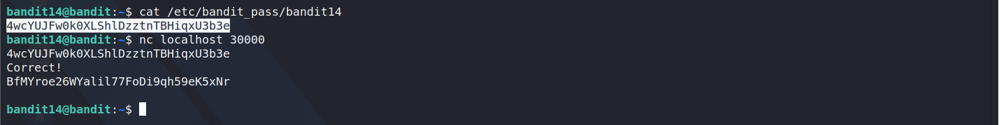 bandit14@bandit:~$ cat /etc/bandit_pass/bandit14
4wcYUJFw0k0XLShlDzztnTBHiqxU3b3e
bandit14@bandit:~$ nc localhost 30000
4wcYUJFw0k0XLShlDzztnTBHiqxU3b3e
Correct!
BfMYroe26WYalil77FoDi9qh59eK5xNr
bandit14@bandit:~$